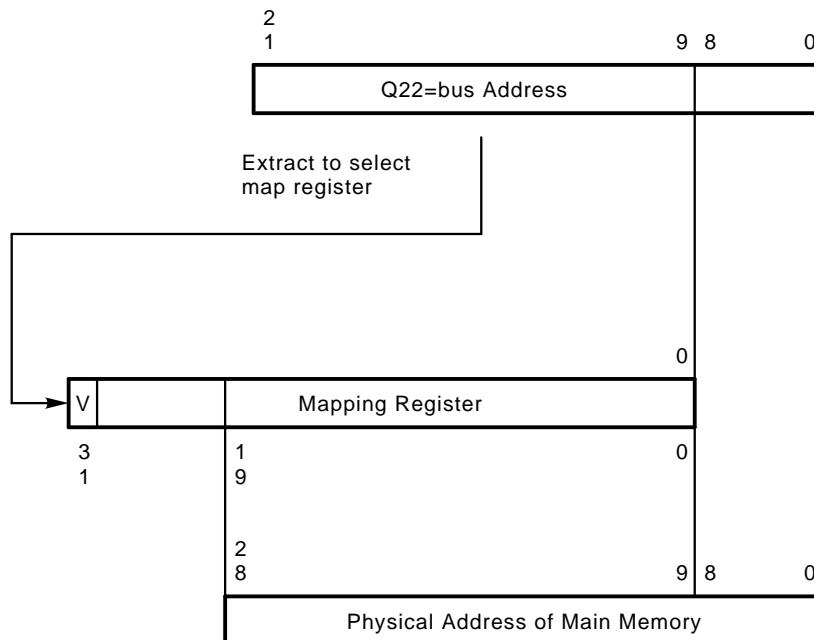 2
1 9 8 0
Q22=bus Address
Extract to select
map register
0
V Mapping Register
3 1 0
1 9
2
8 9 8 0
Physical Address of Main Memory